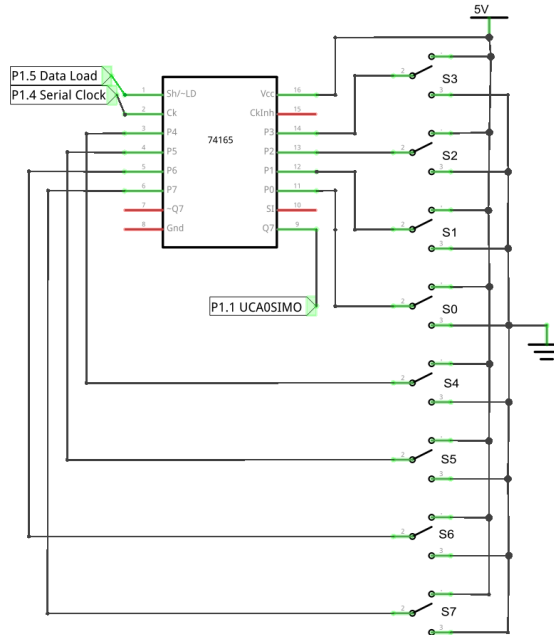 5V
P1.5 Data Load
P1.4 Serial Clock
1 Sh/~LD
2 Ck
3 P4
4 P5
5 P6
6 P7
7 ~Q7
8 Gnd
74165
Vcc 16
CkInh 15
P3 14
P2 13
P1 12
P0 11
SI 10
Q7 9
P1.1 UCA0SIMO
2 S3 3
2 S2 3
2 S1 3
2 S0 3
2 S4 3
2 S5 3
2 S6 3
2 S7 3